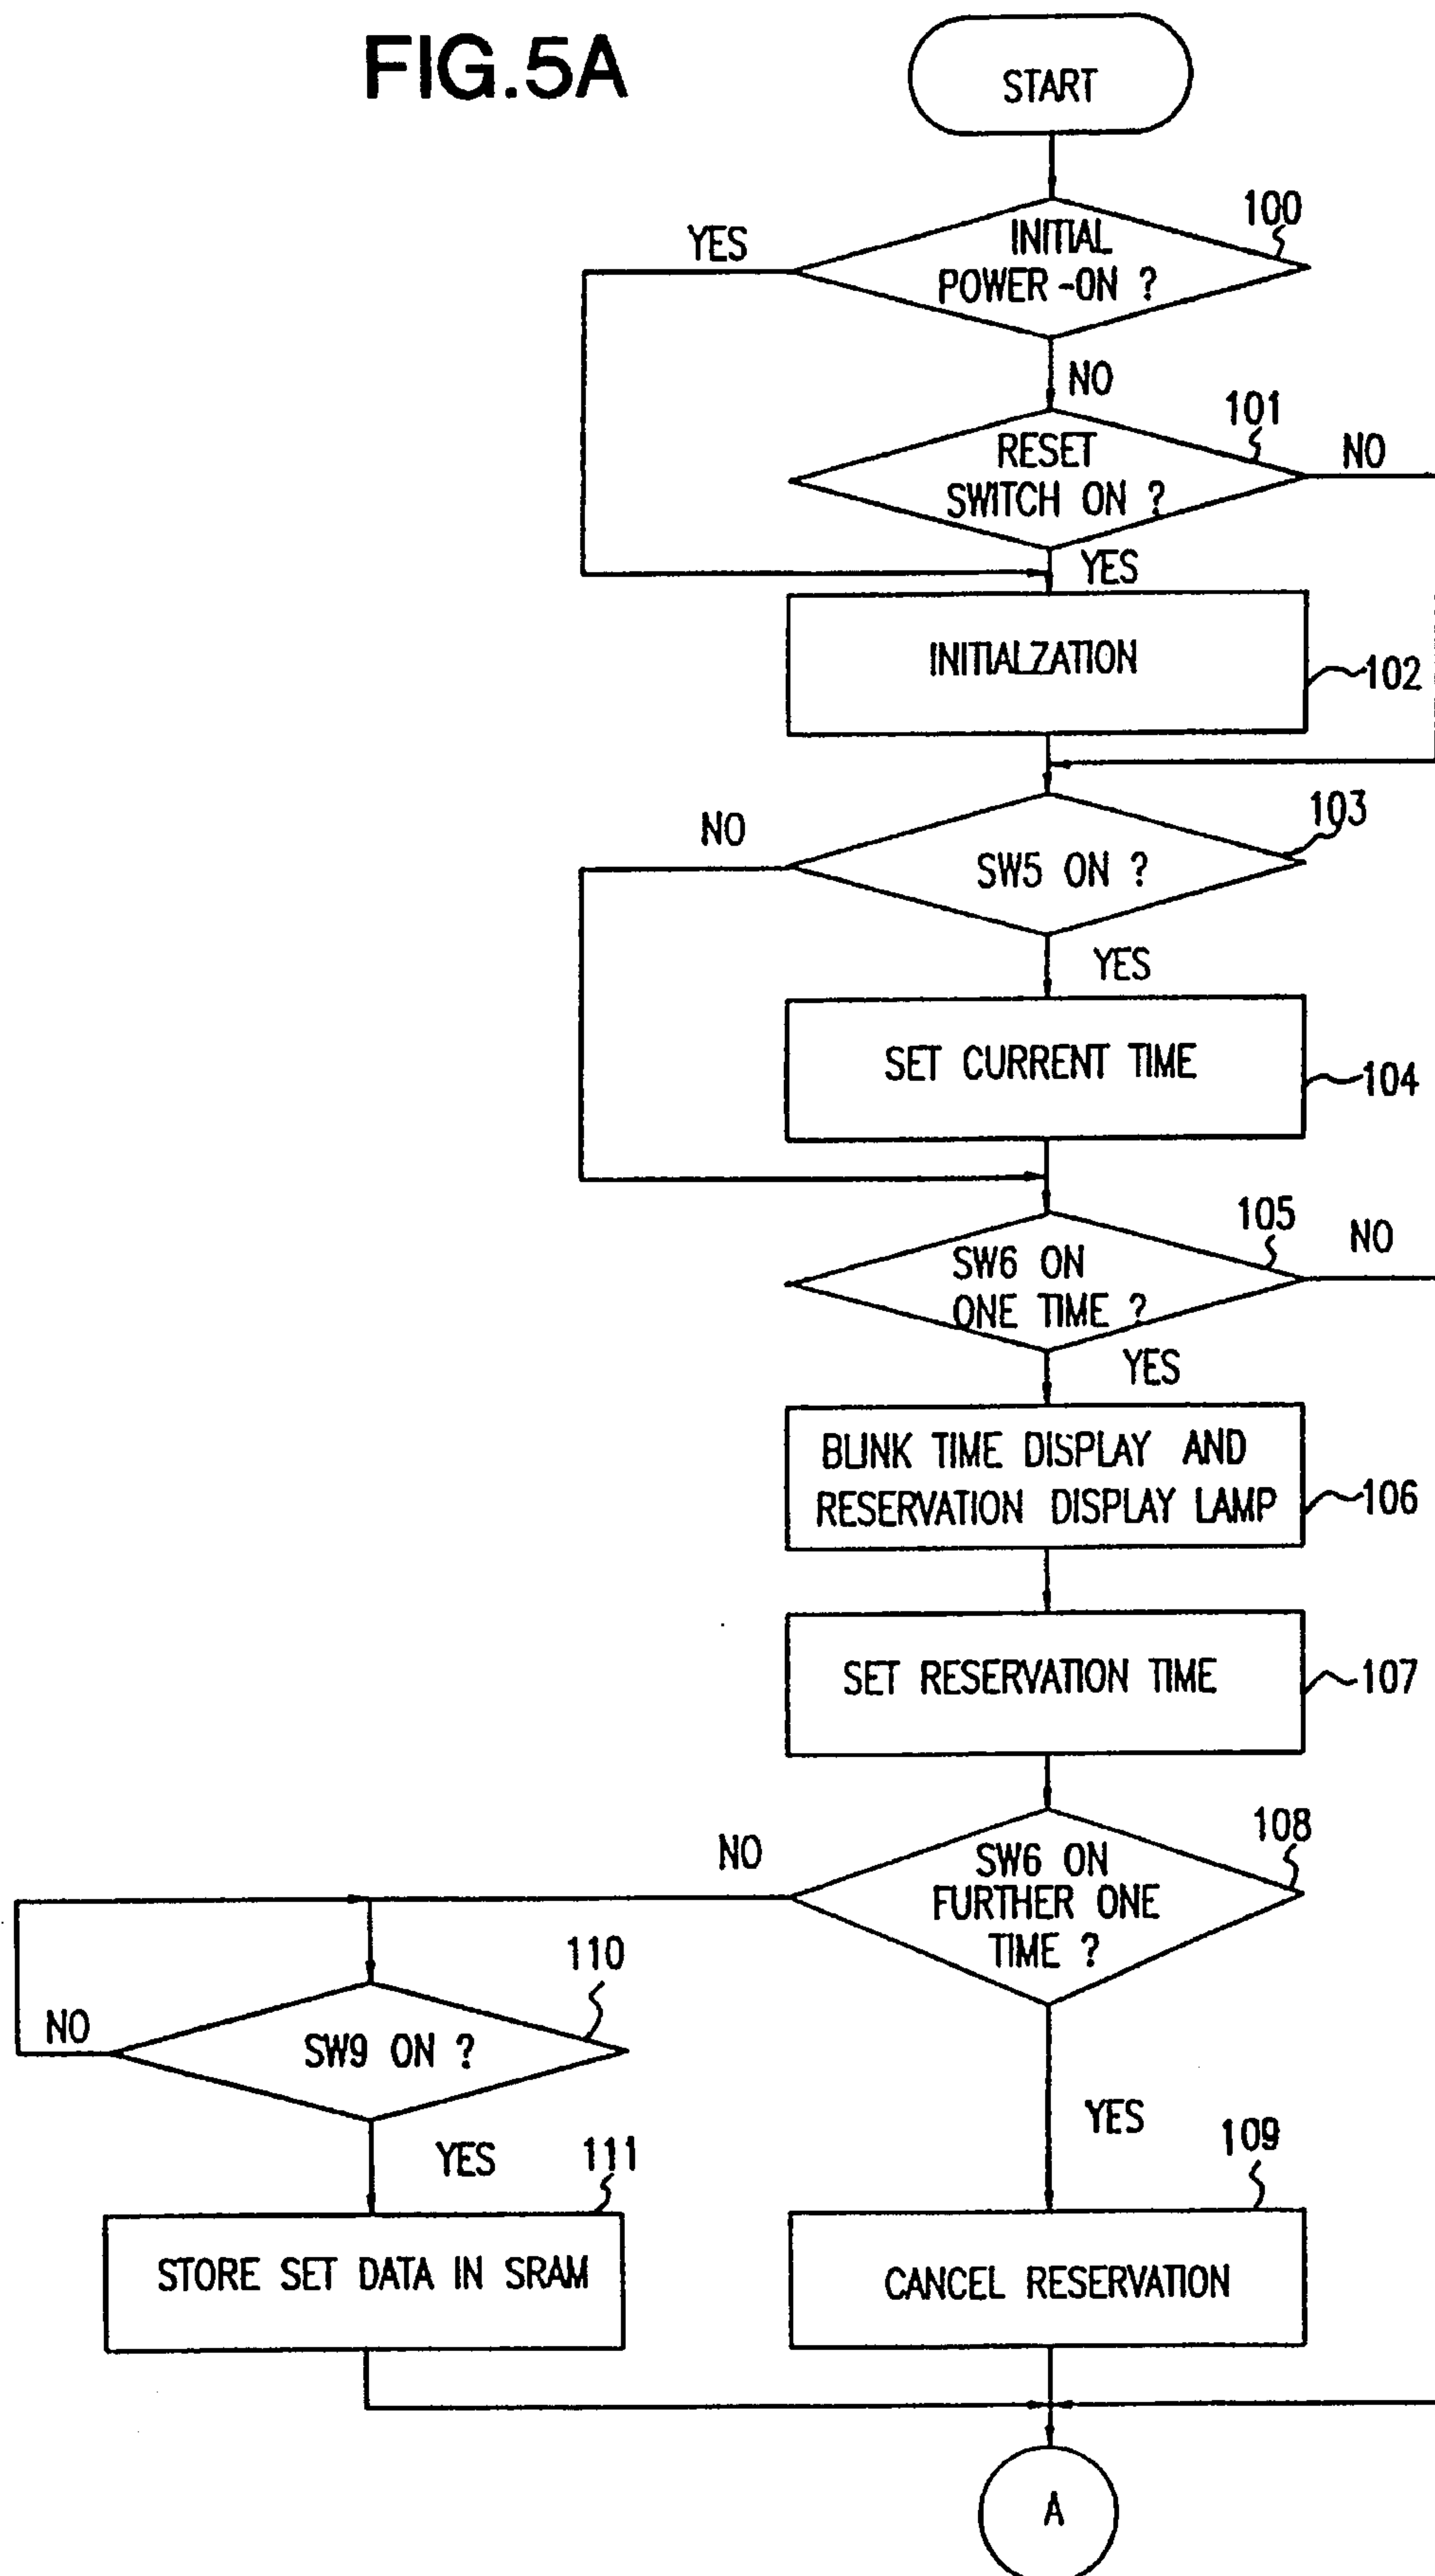 FIG.5A
START
100
YES
INITIAL
POWER-ON ?
NO
101
RESET
SWITCH ON ?
NO
YES
INITIALZATION
102
103
NO
SW5 ON ?
YES
SET CURRENT TIME
104
105
NO
SW6 ON
ONE TIME ?
YES
BLINK TIME DISPLAY AND
RESERVATION DISPLAY LAMP
106
SET RESERVATION TIME
107
108
NO
SW6 ON
FURTHER ONE
TIME ?
110
NO
SW9 ON ?
YES
YES
111
109
STORE SET DATA IN SRAM
CANCEL RESERVATION
A